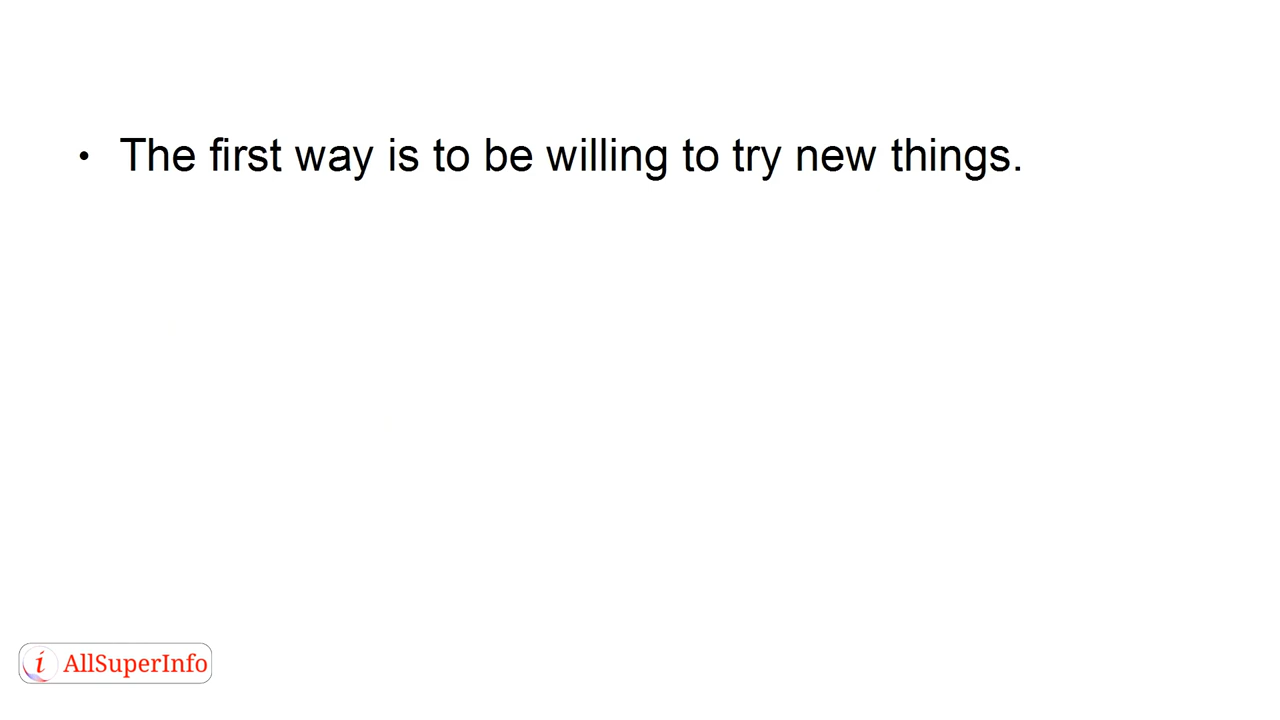 • The first way is to be willing to try new things.
i AllSuperInfo